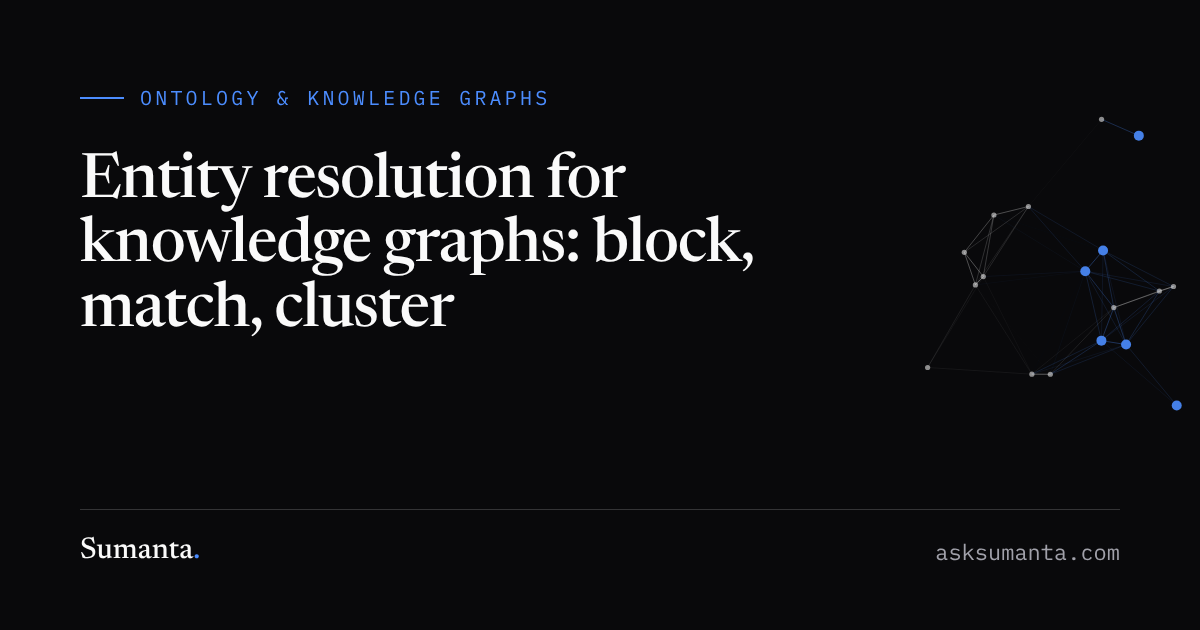 ONTOLOGY & KNOWLEDGE GRAPHS
Entity resolution for
knowledge graphs: block,
match, cluster
Sumanta.
asksumanta.com